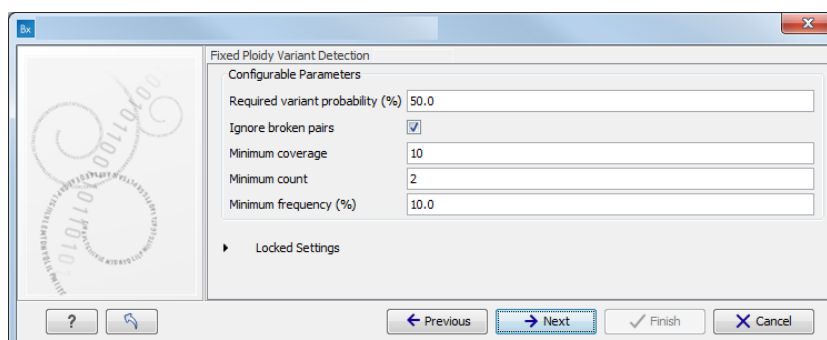 Bx
Fixed Ploidy Variant Detection
Configurable Parameters
Required variant probability (%) 50.0
Ignore broken pairs
Minimum coverage 10
Minimum count 2
Minimum frequency (%) 10.0
Locked Settings
? Previous Next Finish Cancel